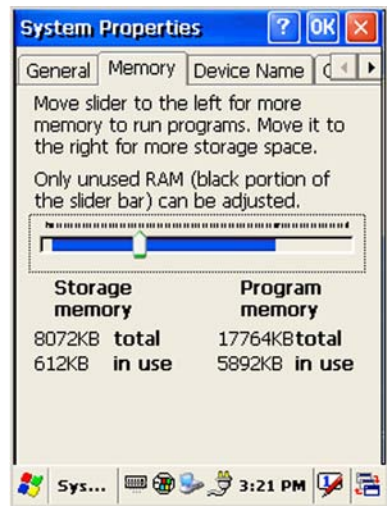 System Properties ? OK ×
General Memory Device Name
Move slider to the left for more
memory to run programs. Move it to
the right for more storage space.
Only unused RAM (black portion of
the slider bar) can be adjusted.
Storage Program
memory memory
8072KB total 17764KBtotal
612KB in use 5892KB in use
Sys... 3:21 PM